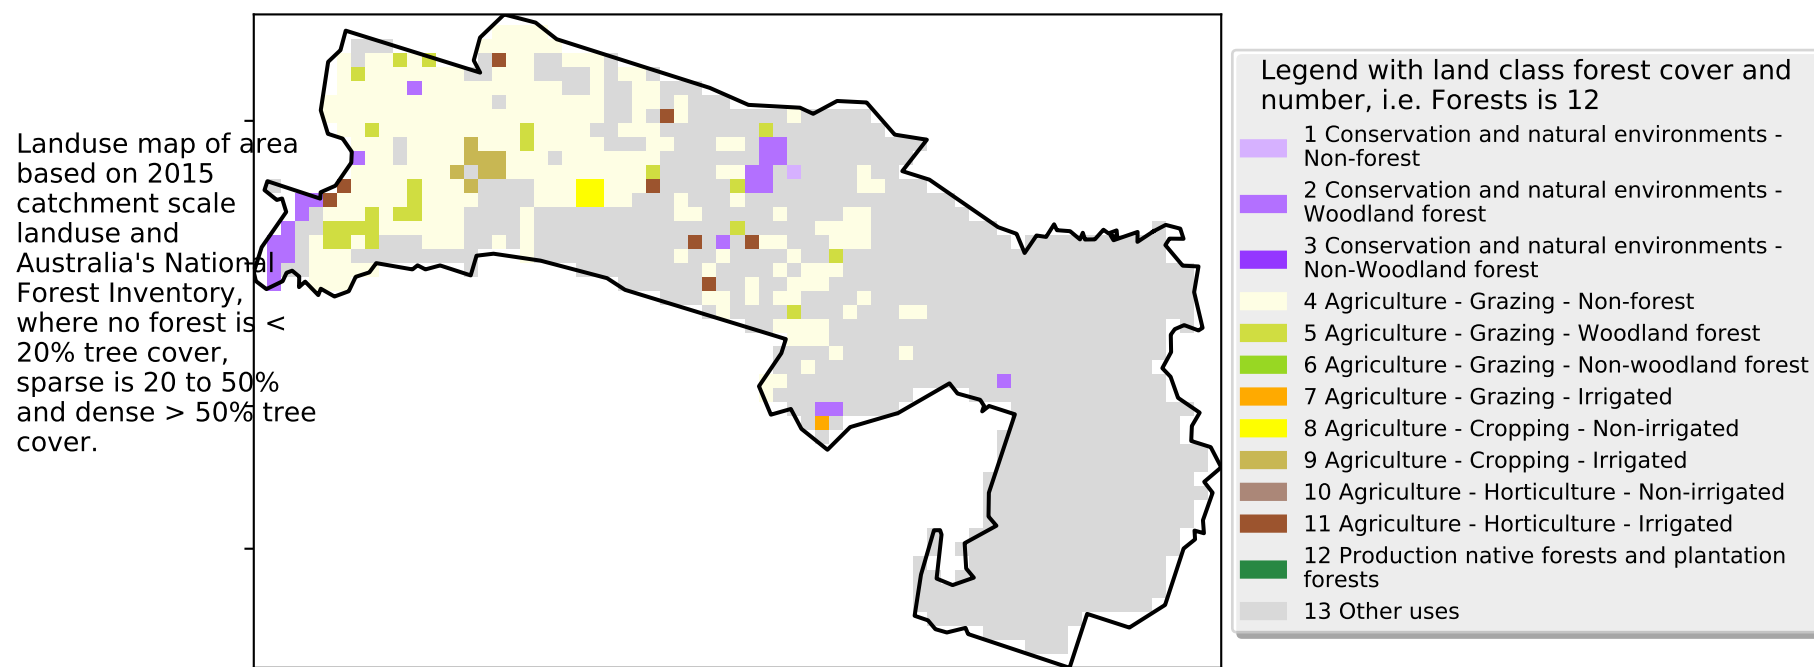 Landuse map of area
based on 2015
catchment scale
landuse and
Australia's National
Forest Inventory,
where no forest is <
20% tree cover,
sparse is 20 to 50%
and dense > 50% tree
cover.
Legend with land class forest cover and
number, i.e. Forests is 12
1 Conservation and natural environments -
Non-forest
2 Conservation and natural environments -
Woodland forest
3 Conservation and natural environments -
Non-Woodland forest
4 Agriculture - Grazing - Non-forest
5 Agriculture - Grazing - Woodland forest
6 Agriculture - Grazing - Non-woodland forest
7 Agriculture - Grazing - Irrigated
8 Agriculture - Cropping - Non-irrigated
9 Agriculture - Cropping - Irrigated
10 Agriculture - Horticulture - Non-irrigated
11 Agriculture - Horticulture - Irrigated
12 Production native forests and plantation
forests
13 Other uses